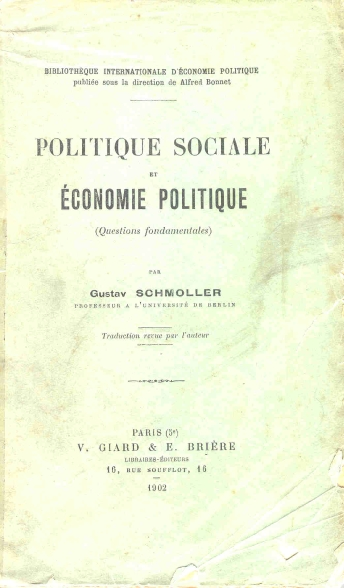 BIBLIOTHÈQUE INTERNATIONALE D'ÉCONOMIE POLITIQUE
publiée sous la direction de Alfred Bonnet
POLITIQUE SOCIALE
ET
ÉCONOMIE POLITIQUE
(Questions fondamentales)
PAR
Gustav SCHMOLLER
PROFESSEUR A L'UNIVERSITÉ DE BERLIN
Traduction revue par l'auteur
PARIS (5e)
V. GIARD & E. BRIÈRE
LIBRAIRES-ÉDITEURS
16, RUE SOUFFLOT, 16
1902